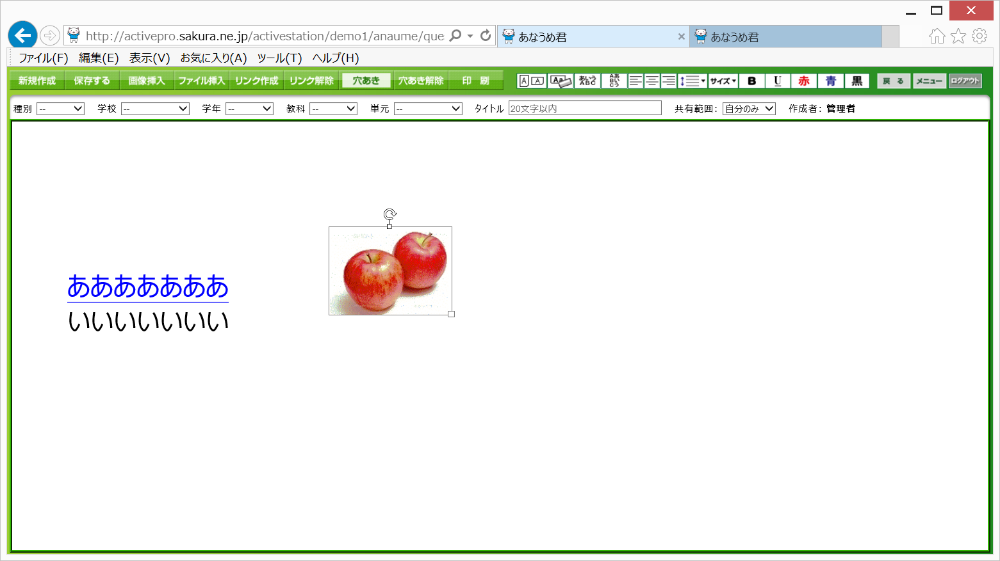 http://activepro.sakura.ne.jp/activestation/demo1/anaume/que
あなうめ君
あなうめ君
ファイル(F) 編集(E) 表示(V) お気に入り(A) ツール(T) ヘルプ(H)
新規作成 保存する 画像挿入 ファイル挿入 リンク作成 リンク解除 穴あき 穴あき解除 印 刷 A A サイズ B U 赤 青 黒 戻 る メニュー ログアウト
種別 -- 学校 -- 学年 -- 教科 -- 単元 -- タイトル 20文字以内 共有範囲： 自分のみ 作成者： 管理者
あああああああ
いいいいいいい